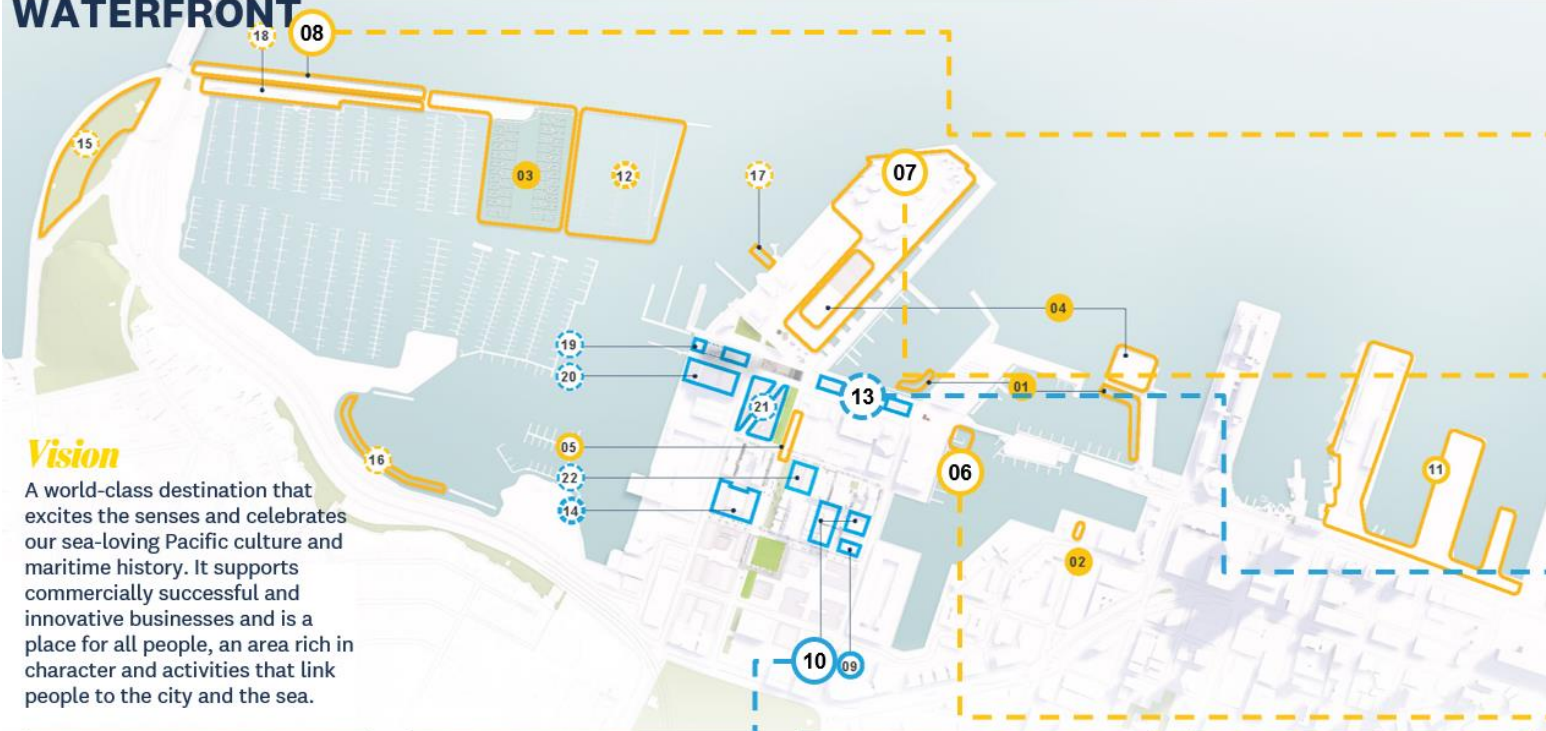 WATERFRONT
18
08
15
03
12
17
07
04
19
20
21
13
01
05
16
06
11
22
14
02
10
09
Vision
A world-class destination that
excites the senses and celebrates
our sea-loving Pacific culture and
maritime history. It supports
commercially successful and
innovative businesses and is a
place for all people, an area rich in
character and activities that link
people to the city and the sea.